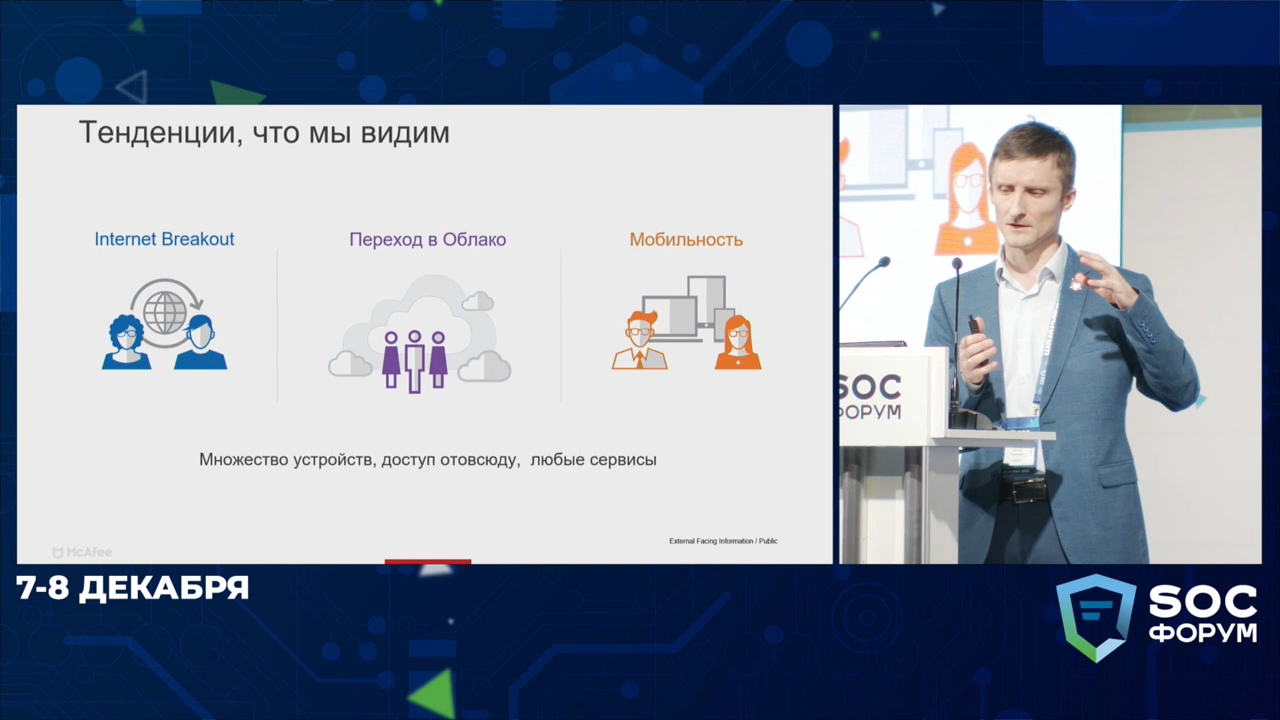 Тенденции, что мы видим
Internet Breakout
Переход в Облако
Мобильность
Множество устройств, доступ отовсюду, любые сервисы
External Facing Information / Public
McAfee
SOC
ФОРУМ
7-8 ДЕКАБРЯ
SOC
ФОРУМ